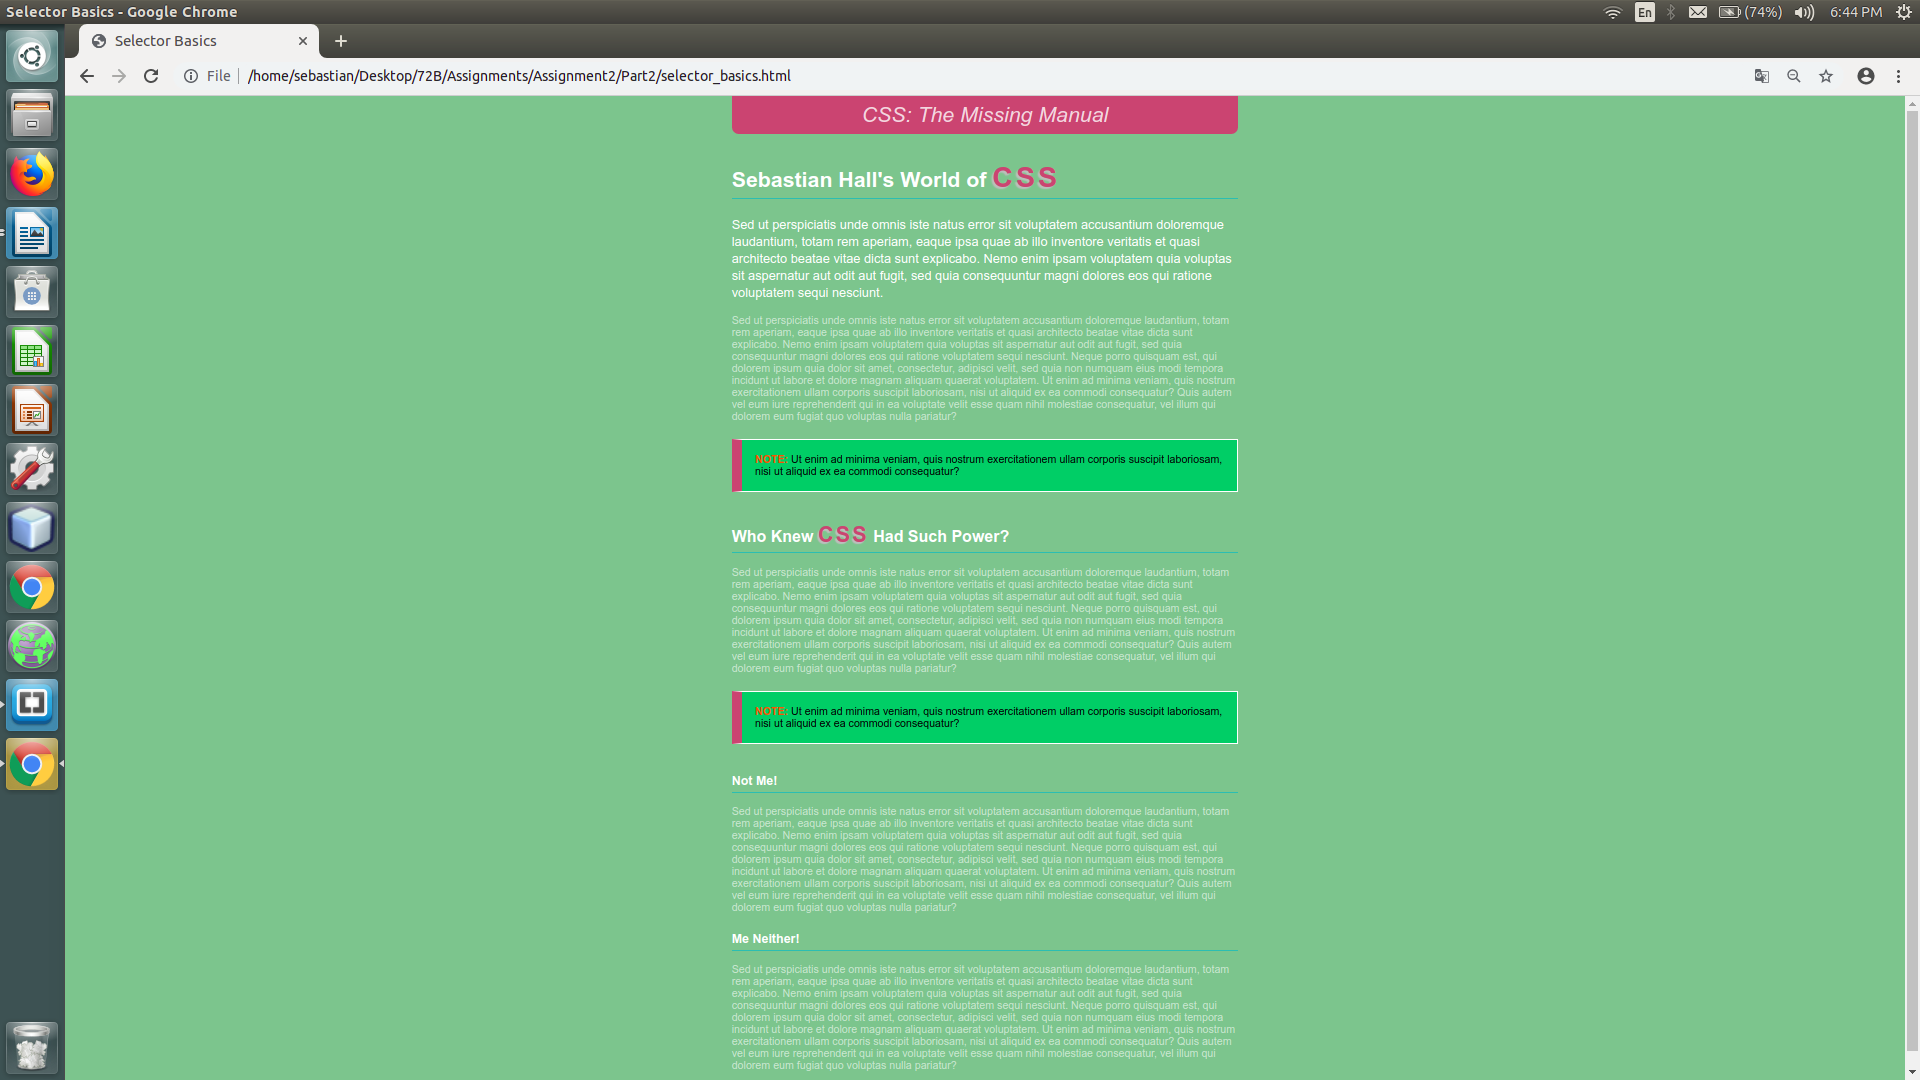 Selector Basics - Google Chrome
En
(74%)
6:44 PM
Selector Basics
File
/home/sebastian/Desktop/72B/Assignments/Assignment2/Part2/selector_basics.html
CSS: The Missing Manual
Sebastian Hall's World of CSS
Sed ut perspiciatis unde omnis iste natus error sit voluptatem accusantium doloremque
laudantium, totam rem aperiam, eaque ipsa quae ab illo inventore veritatis et quasi
architecto beatae vitae dicta sunt explicabo. Nemo enim ipsam voluptatem quia voluptas
sit aspernatur aut odit aut fugit, sed quia consequuntur magni dolores eos qui ratione
voluptatem sequi nesciunt.
Sed ut perspiciatis unde omnis iste natus error sit voluptatem accusantium doloremque laudantium, totam
rem aperiam, eaque ipsa quae ab illo inventore veritatis et quasi architecto beatae vitae dicta sunt
explicabo. Nemo enim ipsam voluptatem quia voluptas sit aspernatur aut odit aut fugit, sed quia
consequuntur magni dolores eos qui ratione voluptatem sequi nesciunt. Neque porro quisquam est, qui
dolorem ipsum quia dolor sit amet, consectetur, adipisci velit, sed quia non numquam eius modi tempora
incidunt ut labore et dolore magnam aliquam quaerat voluptatem. Ut enim ad minima veniam, quis nostrum
exercitationem ullam corporis suscipit laboriosam, nisi ut aliquid ex ea commodi consequatur? Quis autem
vel eum iure reprehenderit qui in ea voluptate velit esse quam nihil molestiae consequatur, vel illum qui
dolorem eum fugiat quo voluptas nulla pariatur?
NOTE: Ut enim ad minima veniam, quis nostrum exercitationem ullam corporis suscipit laboriosam,
nisi ut aliquid ex ea commodi consequatur?
Who Knew CSS Had Such Power?
Sed ut perspiciatis unde omnis iste natus error sit voluptatem accusantium doloremque laudantium, totam
rem aperiam, eaque ipsa quae ab illo inventore veritatis et quasi architecto beatae vitae dicta sunt
explicabo. Nemo enim ipsam voluptatem quia voluptas sit aspernatur aut odit aut fugit, sed quia
consequuntur magni dolores eos qui ratione voluptatem sequi nesciunt. Neque porro quisquam est, qui
dolorem ipsum quia dolor sit amet, consectetur, adipisci velit, sed quia non numquam eius modi tempora
incidunt ut labore et dolore magnam aliquam quaerat voluptatem. Ut enim ad minima veniam, quis nostrum
exercitationem ullam corporis suscipit laboriosam, nisi ut aliquid ex ea commodi consequatur? Quis autem
vel eum iure reprehenderit qui in ea voluptate velit esse quam nihil molestiae consequatur, vel illum qui
dolorem eum fugiat quo voluptas nulla pariatur?
NOTE: Ut enim ad minima veniam, quis nostrum exercitationem ullam corporis suscipit laboriosam,
nisi ut aliquid ex ea commodi consequatur?
Not Me!
Sed ut perspiciatis unde omnis iste natus error sit voluptatem accusantium doloremque laudantium, totam
rem aperiam, eaque ipsa quae ab illo inventore veritatis et quasi architecto beatae vitae dicta sunt
explicabo. Nemo enim ipsam voluptatem quia voluptas sit aspernatur aut odit aut fugit, sed quia
consequuntur magni dolores eos qui ratione voluptatem sequi nesciunt. Neque porro quisquam est, qui
dolorem ipsum quia dolor sit amet, consectetur, adipisci velit, sed quia non numquam eius modi tempora
incidunt ut labore et dolore magnam aliquam quaerat voluptatem. Ut enim ad minima veniam, quis nostrum
exercitationem ullam corporis suscipit laboriosam, nisi ut aliquid ex ea commodi consequatur? Quis autem
vel eum iure reprehenderit qui in ea voluptate velit esse quam nihil molestiae consequatur, vel illum qui
dolorem eum fugiat quo voluptas nulla pariatur?
Me Neither!
Sed ut perspiciatis unde omnis iste natus error sit voluptatem accusantium doloremque laudantium, totam
rem aperiam, eaque ipsa quae ab illo inventore veritatis et quasi architecto beatae vitae dicta sunt
explicabo. Nemo enim ipsam voluptatem quia voluptas sit aspernatur aut odit aut fugit, sed quia
consequuntur magni dolores eos qui ratione voluptatem sequi nesciunt. Neque porro quisquam est, qui
dolorem ipsum quia dolor sit amet, consectetur, adipisci velit, sed quia non numquam eius modi tempora
incidunt ut labore et dolore magnam aliquam quaerat voluptatem. Ut enim ad minima veniam, quis nostrum
exercitationem ullam corporis suscipit laboriosam, nisi ut aliquid ex ea commodi consequatur? Quis autem
vel eum iure reprehenderit qui in ea voluptate velit esse quam nihil molestiae consequatur, vel illum qui
dolorem eum fugiat quo voluptas nulla pariatur?